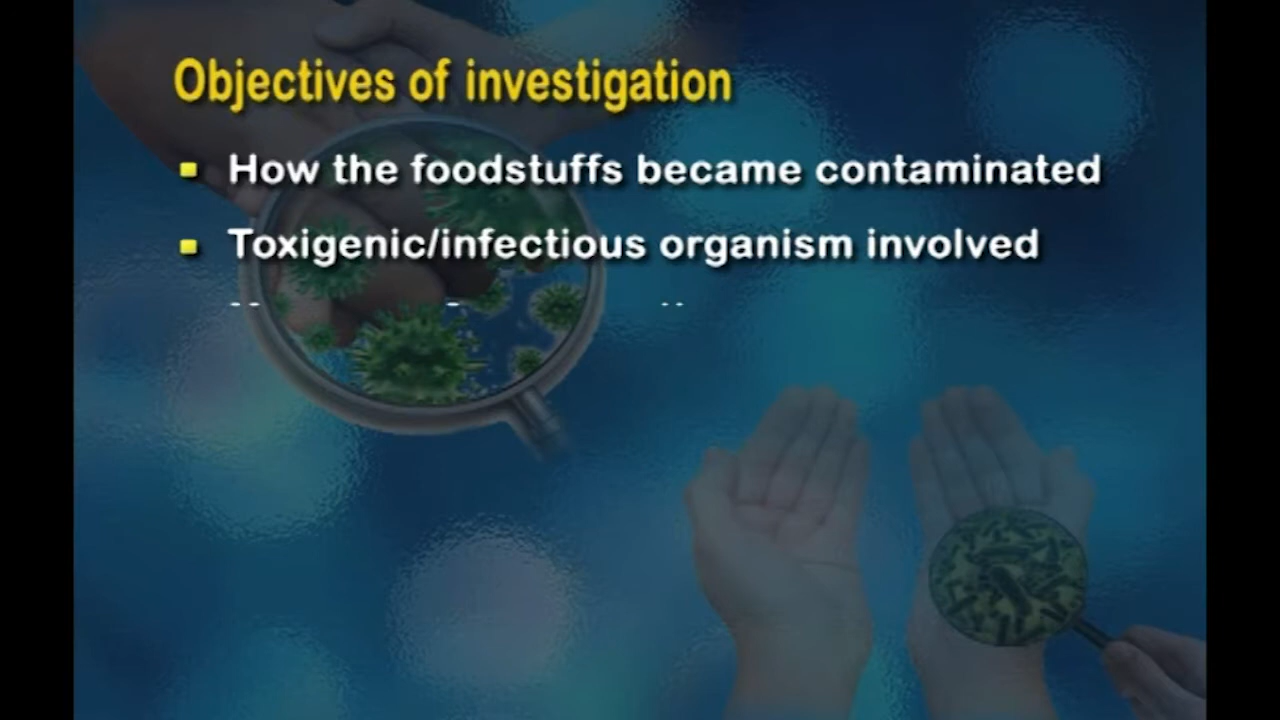 Objectives of investigation
How the foodstuffs became contaminated
Toxigenic/infectious organism involved